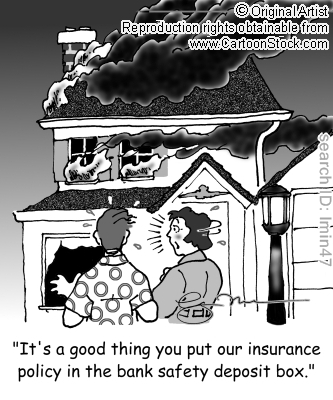 © Original Artist
Reproduction rights obtainable from
www.CartoonStock.com
search ID: lmin47
"It's a good thing you put our insurance
policy in the bank safety deposit box."